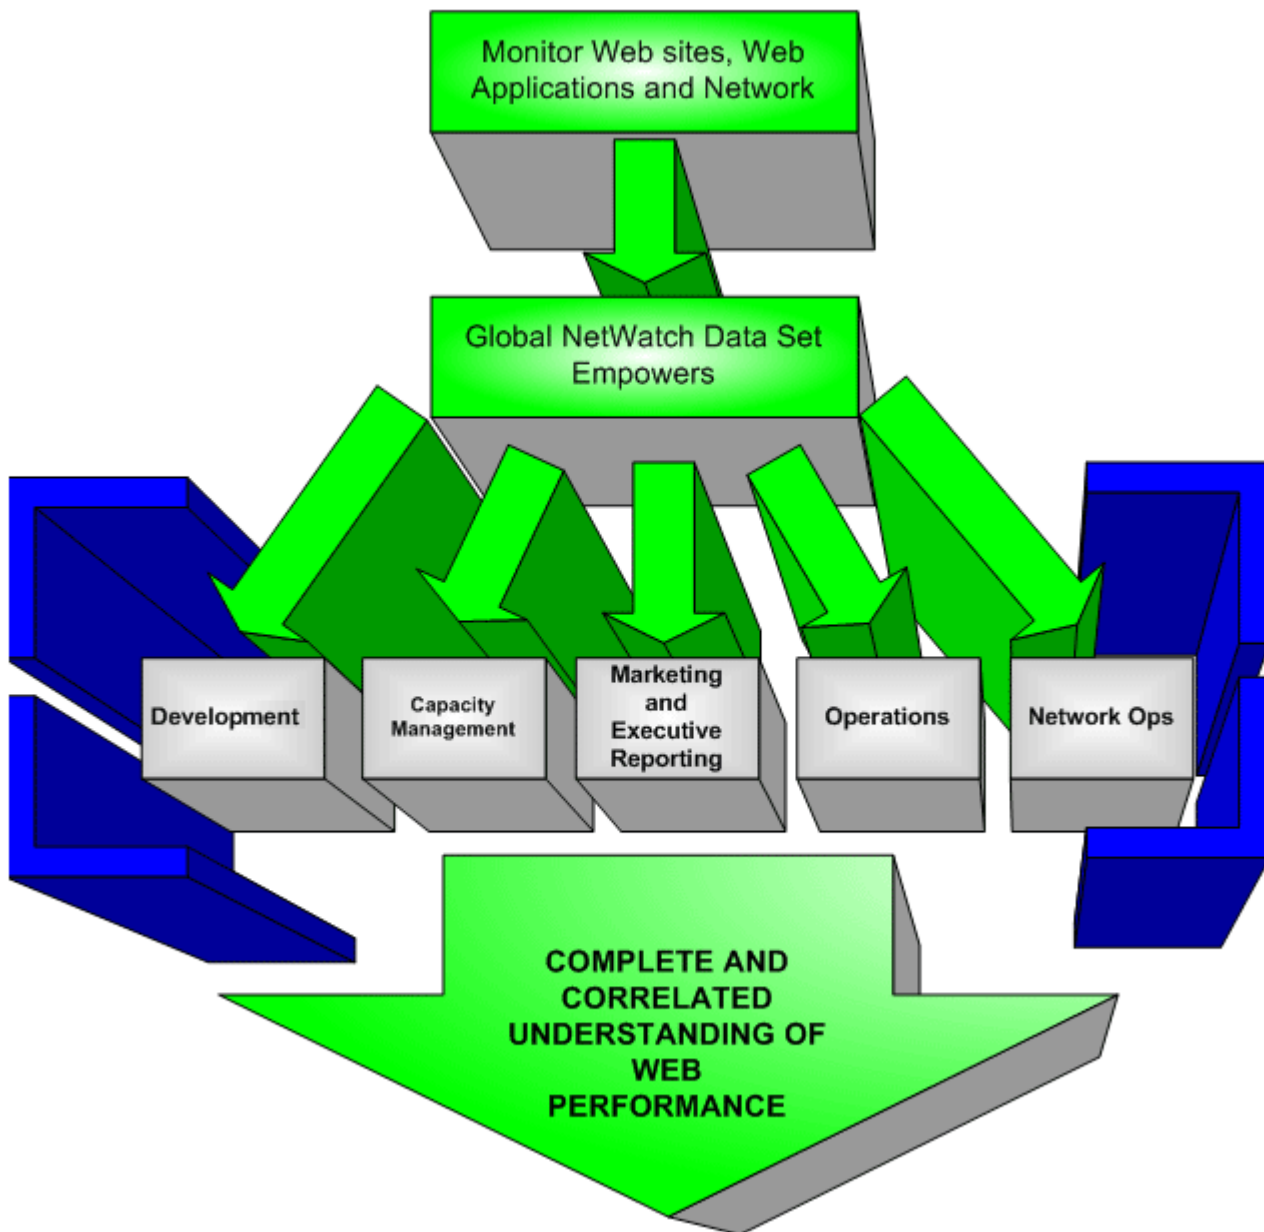 Monitor Web sites, Web
Applications and Network
Global NetWatch Data Set
Empowers
Development
Capacity
Management
Marketing
and
Executive
Reporting
Operations
Network Ops
COMPLETE AND
CORRELATED
UNDERSTANDING OF
WEB
PERFORMANCE